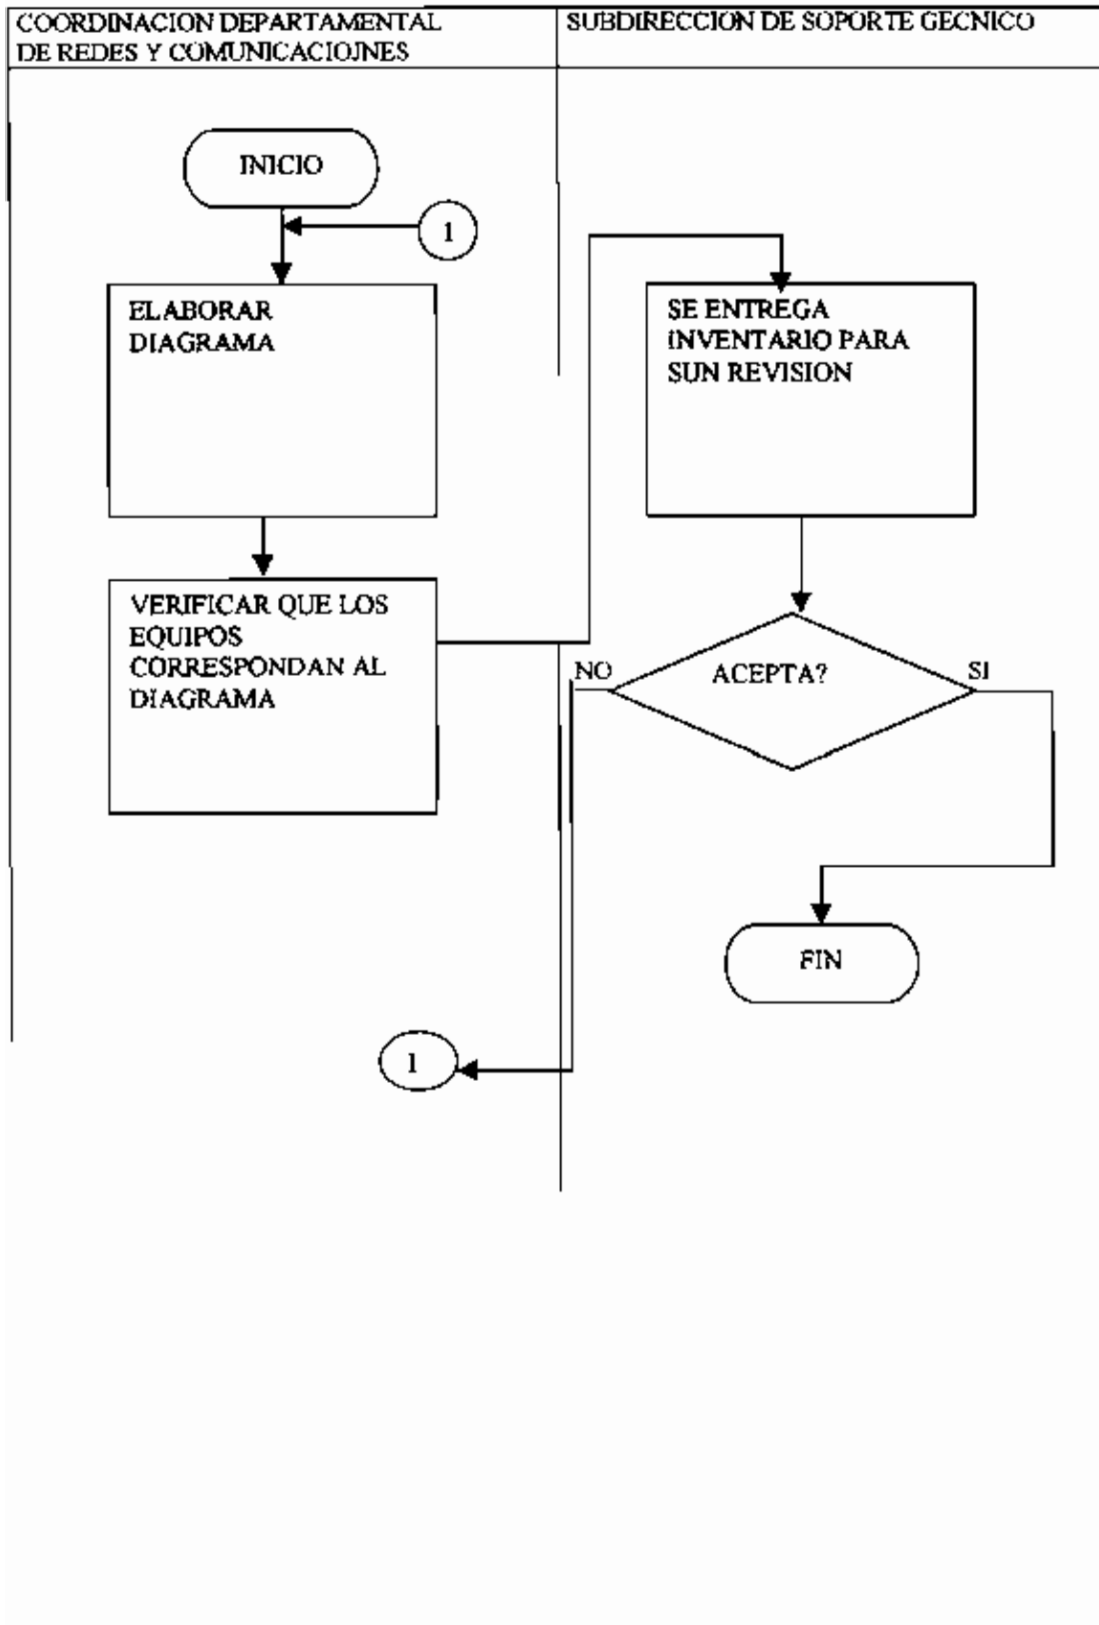 COORDINACION DEPARTAMENTAL
DE REDES Y COMUNICACIOJNES
SUBDIRECCION DE SOPORTE GECNICO
INICIO
1
ELABORAR
DIAGRAMA
VERIFICAR QUE LOS
EQUIPOS
CORRESPONDAN AL
DIAGRAMA
SE ENTREGA
INVENTARIO PARA
SUN REVISION
NO
ACEPTA?
SI
FIN
1